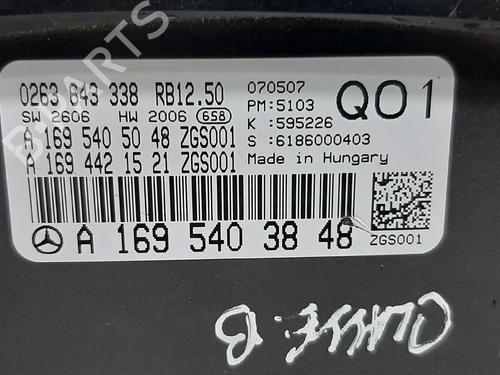 0263 643 338 RB12.50 070507
SW 2606 HW 2006 658 PM:5103 Q01
A 169 540 50 48 ZGS001 K :595226
A 169 442 15 21 ZGS001 S :6186000403
Made in Hungary
A 169 540 38 48
ZGS001
CLASSE: B